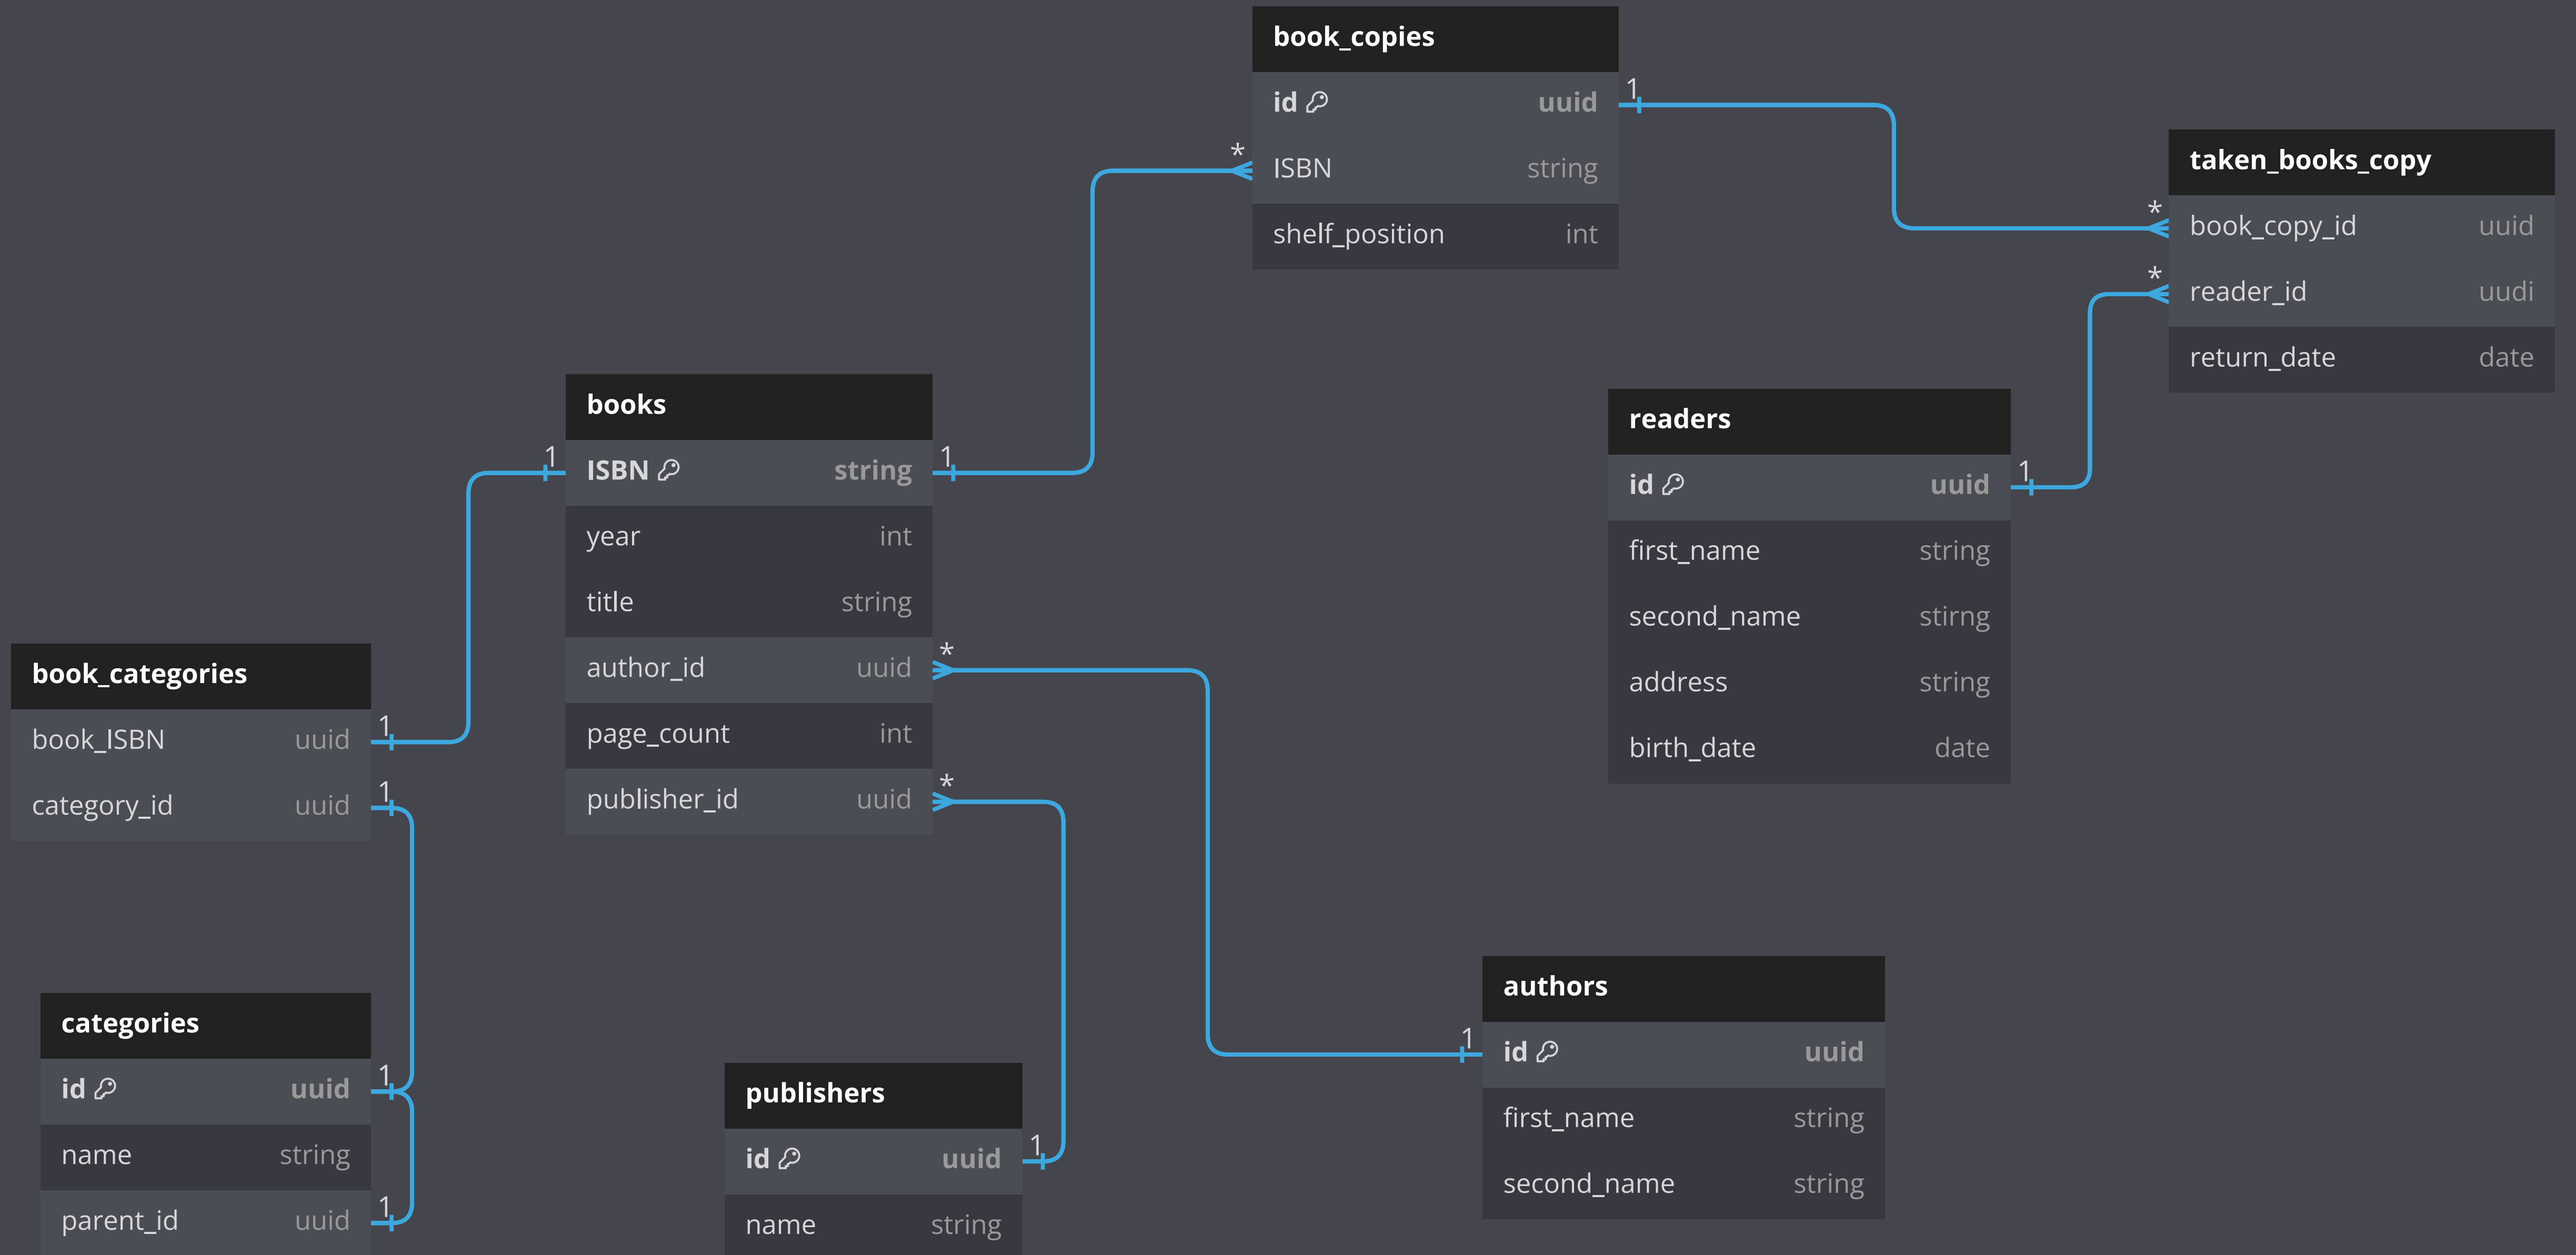 book_copies
id uuid
ISBN string
shelf_position int
1
*
taken_books_copy
book_copy_id uuid
reader_id uudi
return_date date
*
*
books
ISBN string
year int
title string
author_id uuid
page_count int
publisher_id uuid
1
1
*
*
readers
id uuid
first_name string
second_name stirng
address string
birth_date date
1
book_categories
book_ISBN uuid
category_id uuid
1
1
categories
id uuid
name string
parent_id uuid
1
1
publishers
id uuid
name string
1
authors
id uuid
first_name string
second_name string
1